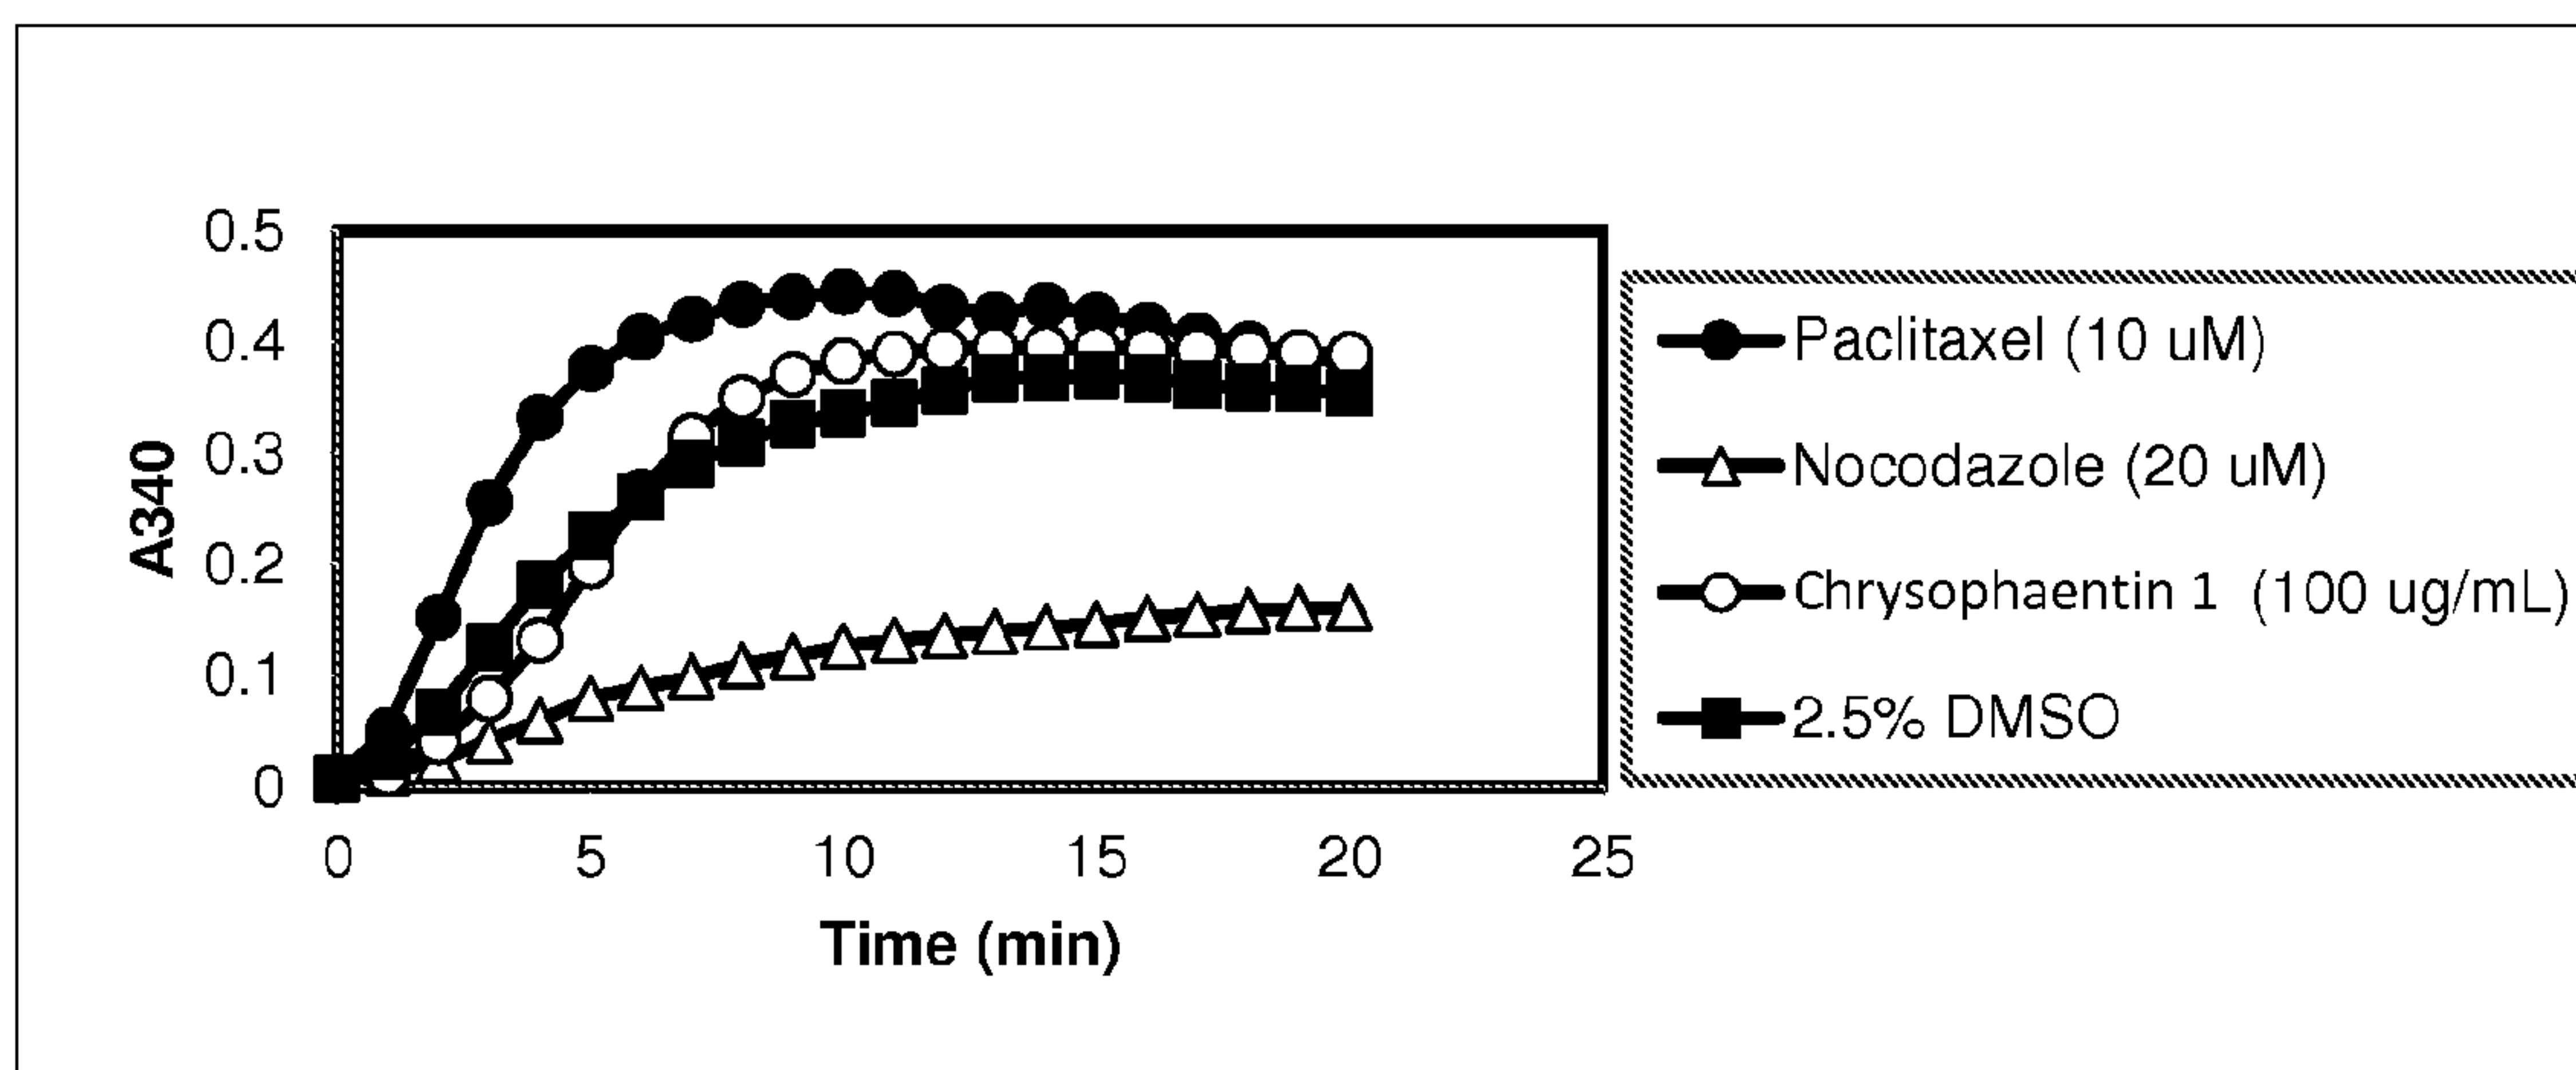 0.5
0.4
0.3
0.2
0.1
0
A340
0
5
10
15
20
25
Time (min)
Paclitaxel (10 uM)
Nocodazole (20 uM)
Chrysophaentin 1 (100 ug/mL)
2.5% DMSO